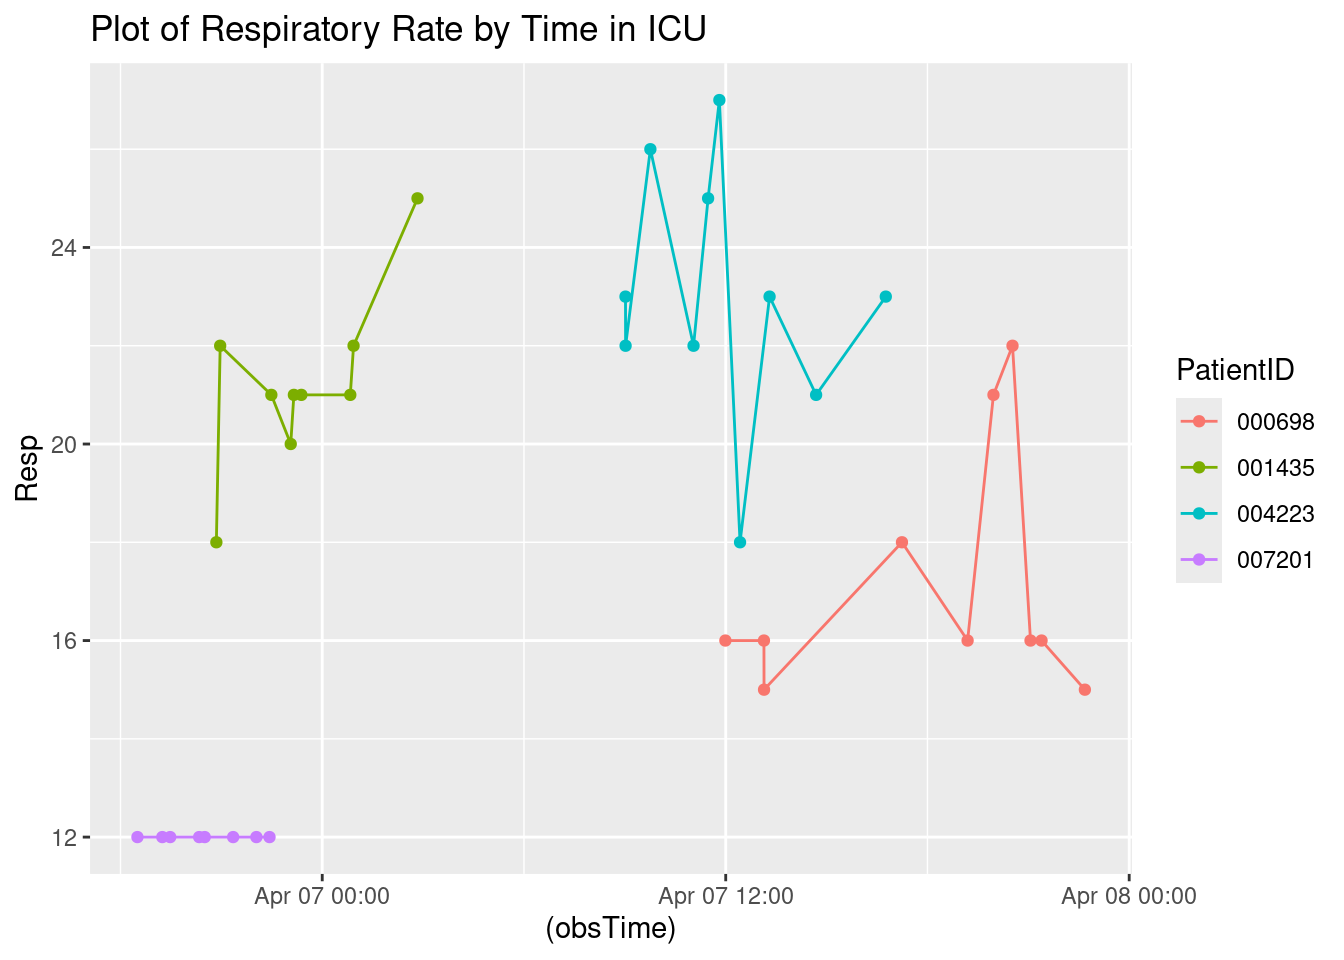 Plot of Respiratory Rate by Time in ICU
24
20
16
12
Resp
Apr 07 00:00
Apr 07 12:00
Apr 08 00:00
(obsTime)
PatientID
000698
001435
004223
007201